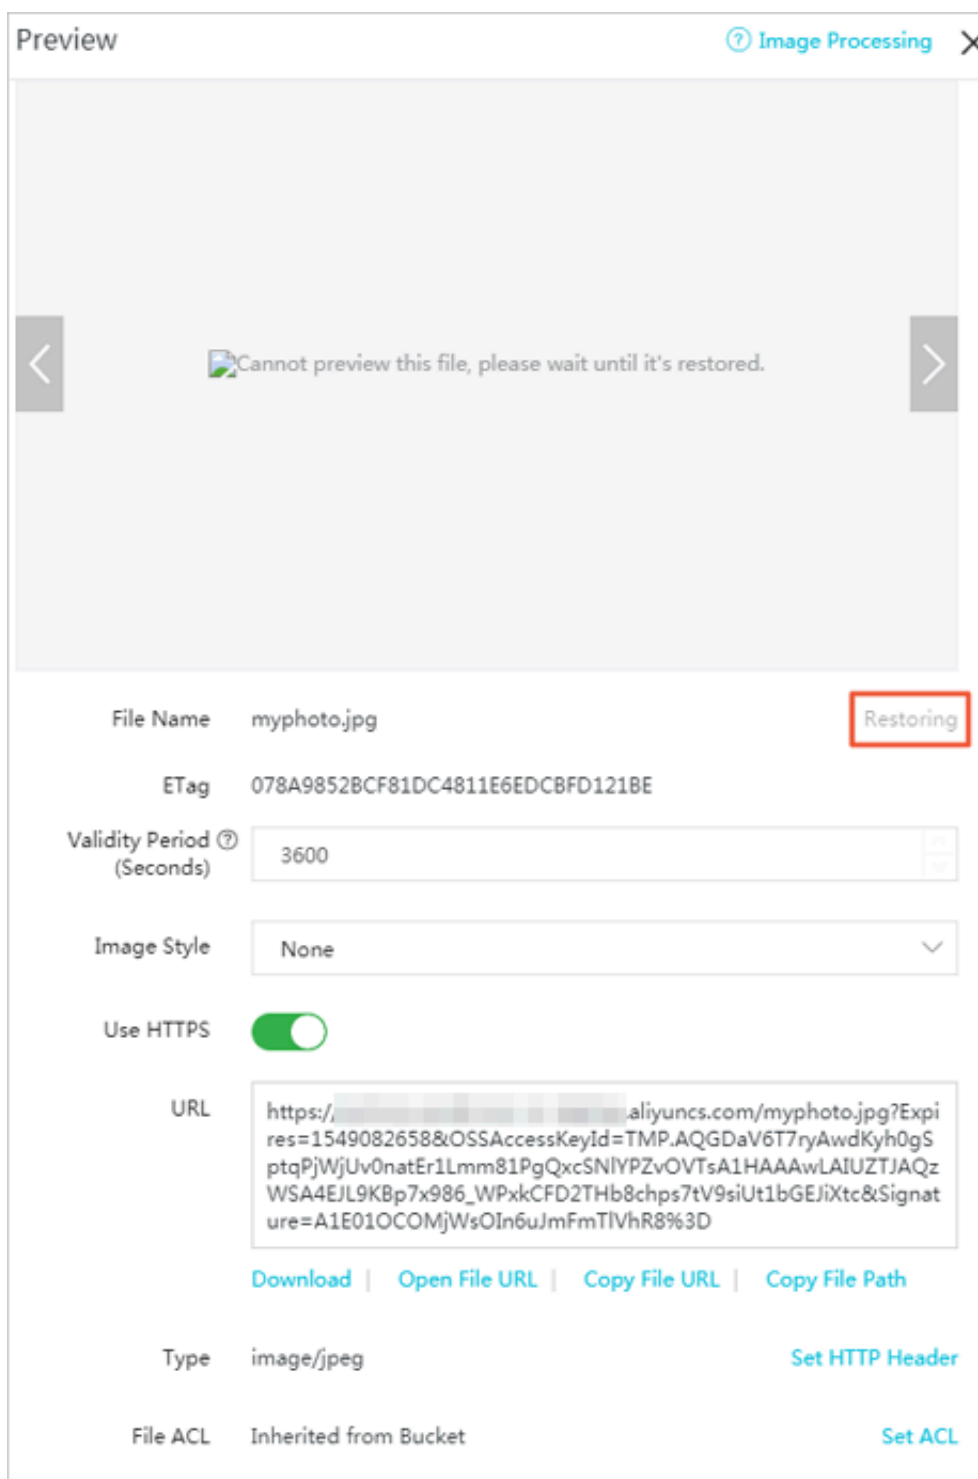 Preview
Image Processing
Cannot preview this file, please wait until it's restored.
File Name myphoto.jpg Restoring
ETag 078A9852BCF81DC4811E6EDCBFD121BE
Validity Period
(Seconds)
3600
Image Style None
Use HTTPS
URL
https:// .aliyuncs.com/myphoto.jpg?Expi
res=1549082658&OSSAccessKeyId=TMP.AQGDaV6T7ryAwdKyh0gS
ptqPjWjUv0natEr1Lmm81PgQxcSNlYPZvOVTsA1HAAAwLAIUZTJAQz
WSA4EJL9KBp7x986_WPxkCFD2THb8chps7tV9siUt1bGEJiXtc&Signat
ure=A1E01OCOMjWsOIn6uJmFmTlVhR8%3D
Download | Open File URL | Copy File URL | Copy File Path
Type image/jpeg Set HTTP Header
File ACL Inherited from Bucket Set ACL